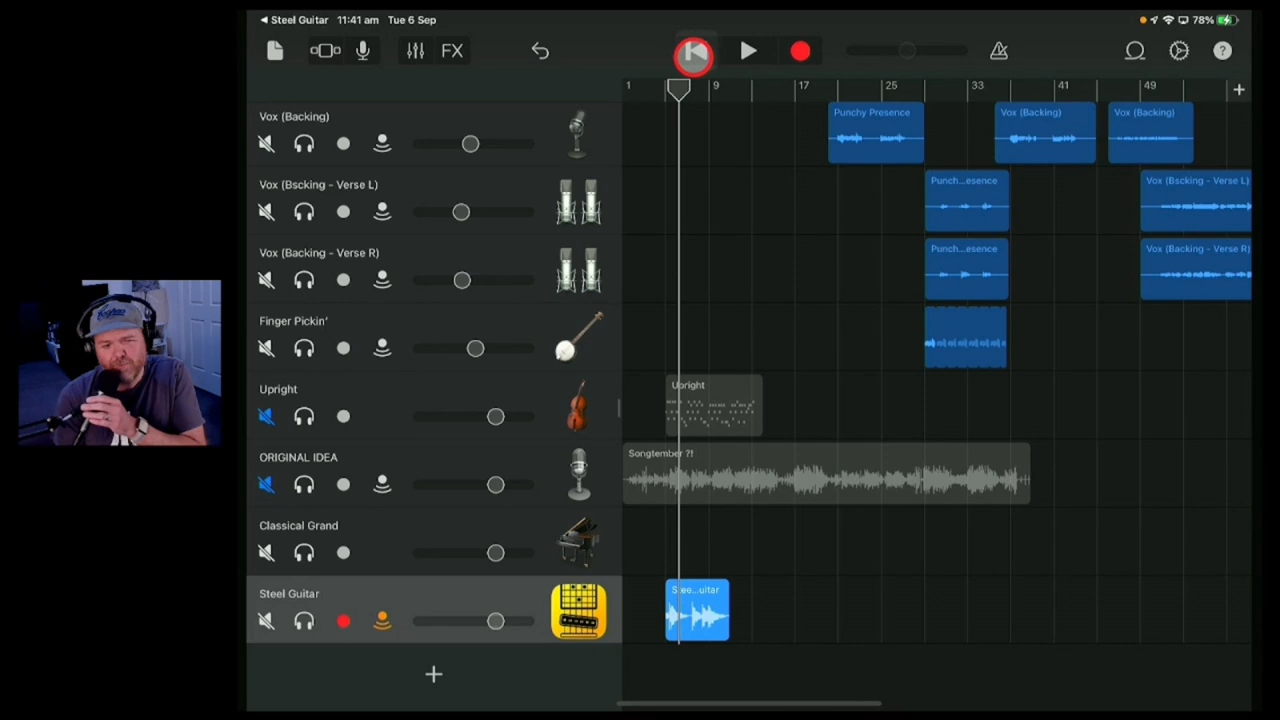 ◀ Steel Guitar 11:41 am Tue 6 Sep 78%
FX
1 9 17 25 33 41 49
Vox (Backing)
Punchy Presence
Vox (Backing)
Vox (Backing)
Vox (Bscking - Verse L)
Punch...esence
Vox (Bscking - Verse L)
Vox (Backing - Verse R)
Punch...esence
Vox (Backing - Verse R)
Finger Pickin'
Upright
Upright
ORIGINAL IDEA
Songtember ?!
Classical Grand
Steel Guitar
Stee...uitar